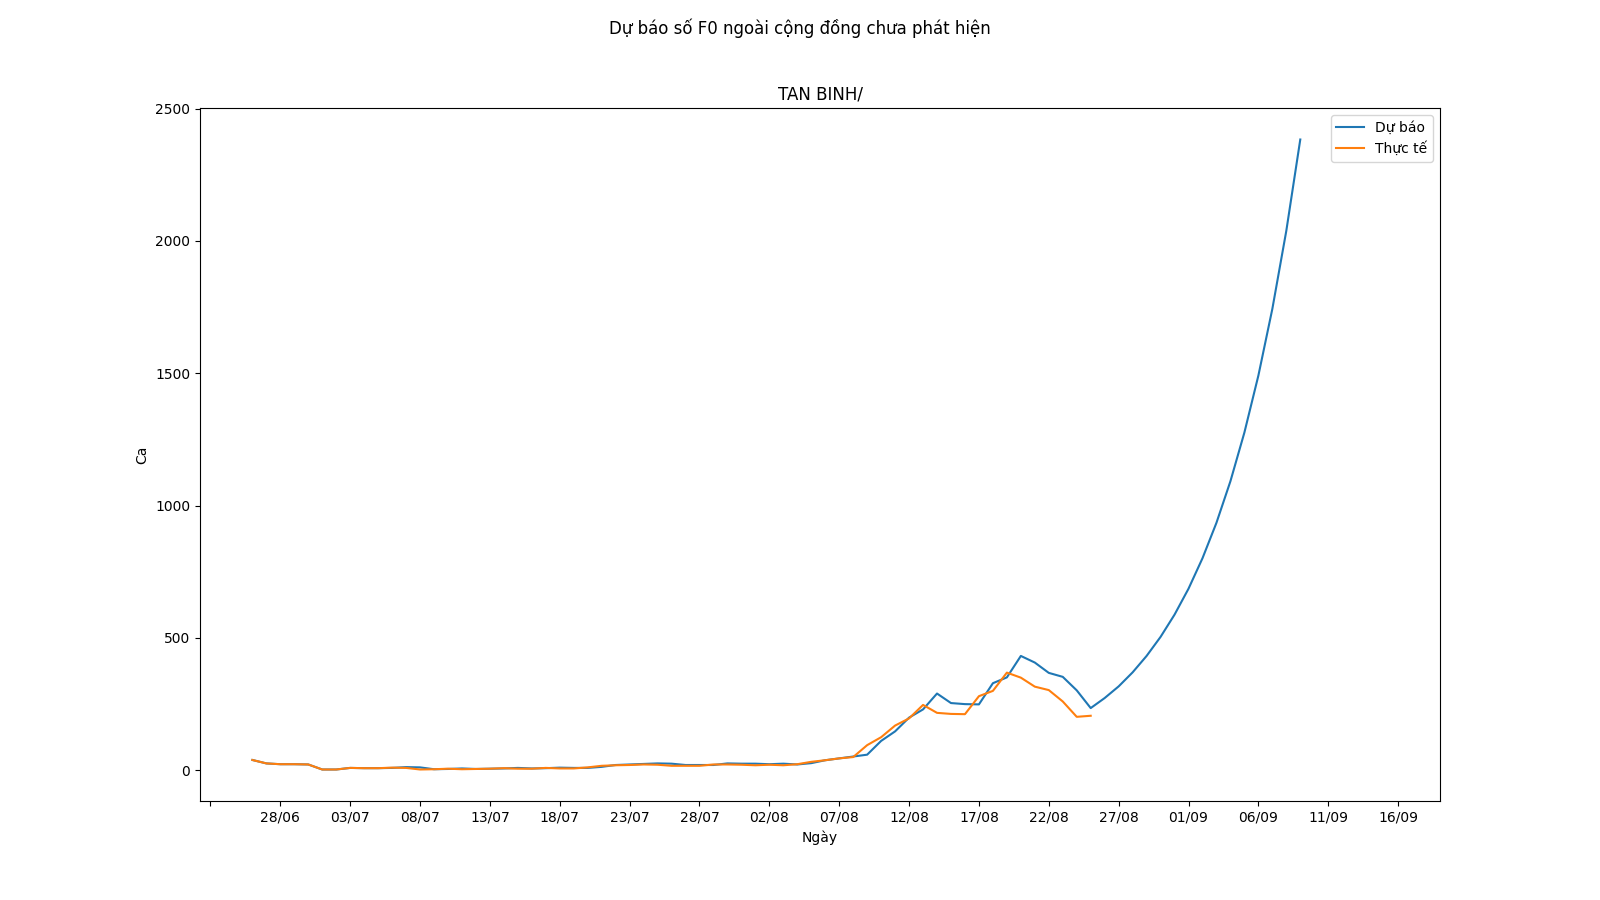 Dự báo số F0 ngoài cộng đồng chưa phát hiện
TAN BINH/
2500
2000
1500
1000
500
0
Ca
Dự báo
Thực tế
28/06 03/07 08/07 13/07 18/07 23/07 28/07 02/08 07/08 12/08 17/08 22/08 27/08 01/09 06/09 11/09 16/09
Ngày